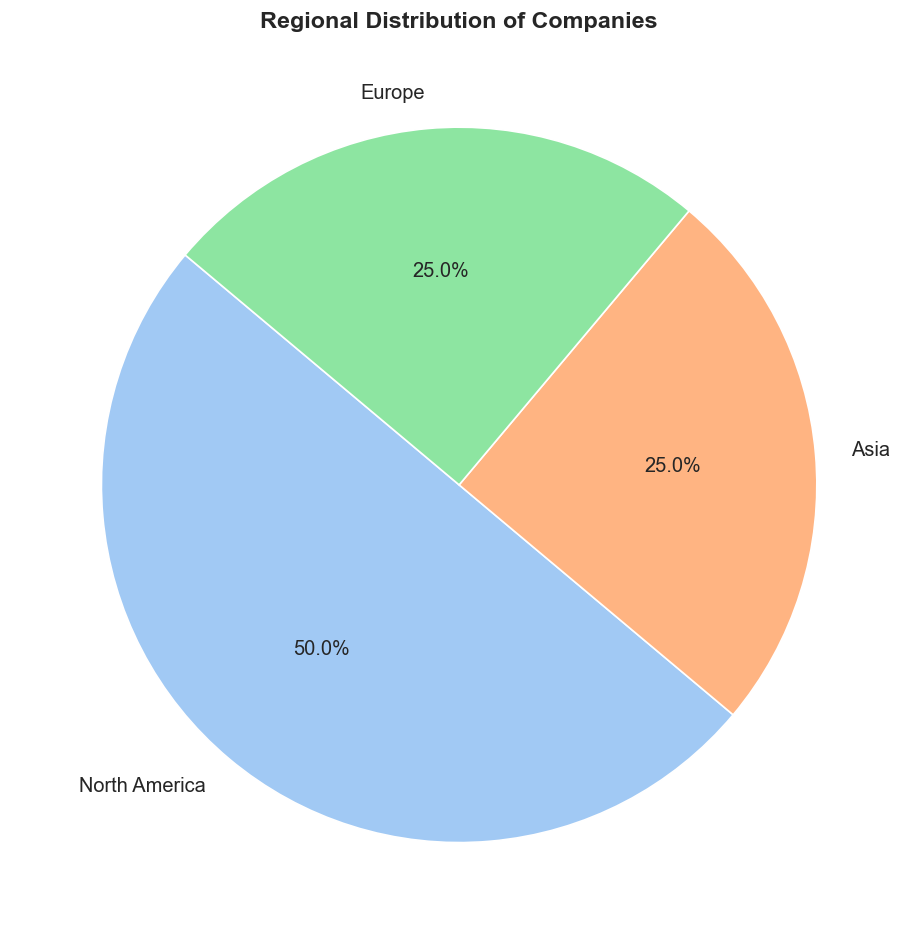 Regional Distribution of Companies
Europe
25.0%
Asia
25.0%
50.0%
North America